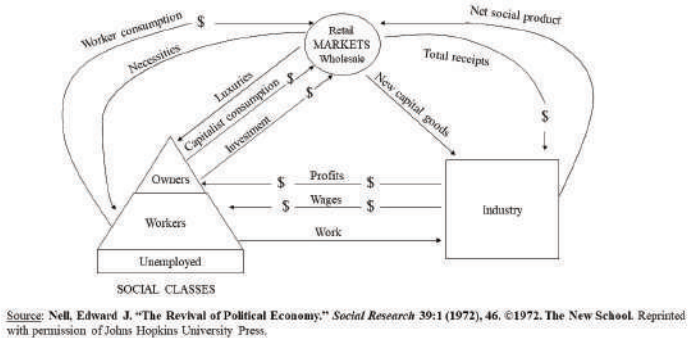 Worker consumption $
Necessities
Retail
MARKETS
Wholesale
Net social product
Total receipts
$
Luxuries
Capitalist consumption $
Investment $
New capital goods
Owners
Workers
Unemployed
SOCIAL CLASSES
$ Profits $
$ Wages $
Work
Industry
Source: Nell, Edward J. "The Revival of Political Economy." Social Research 39:1 (1972), 46. ©1972. The New School. Reprinted
with permission of Johns Hopkins University Press.